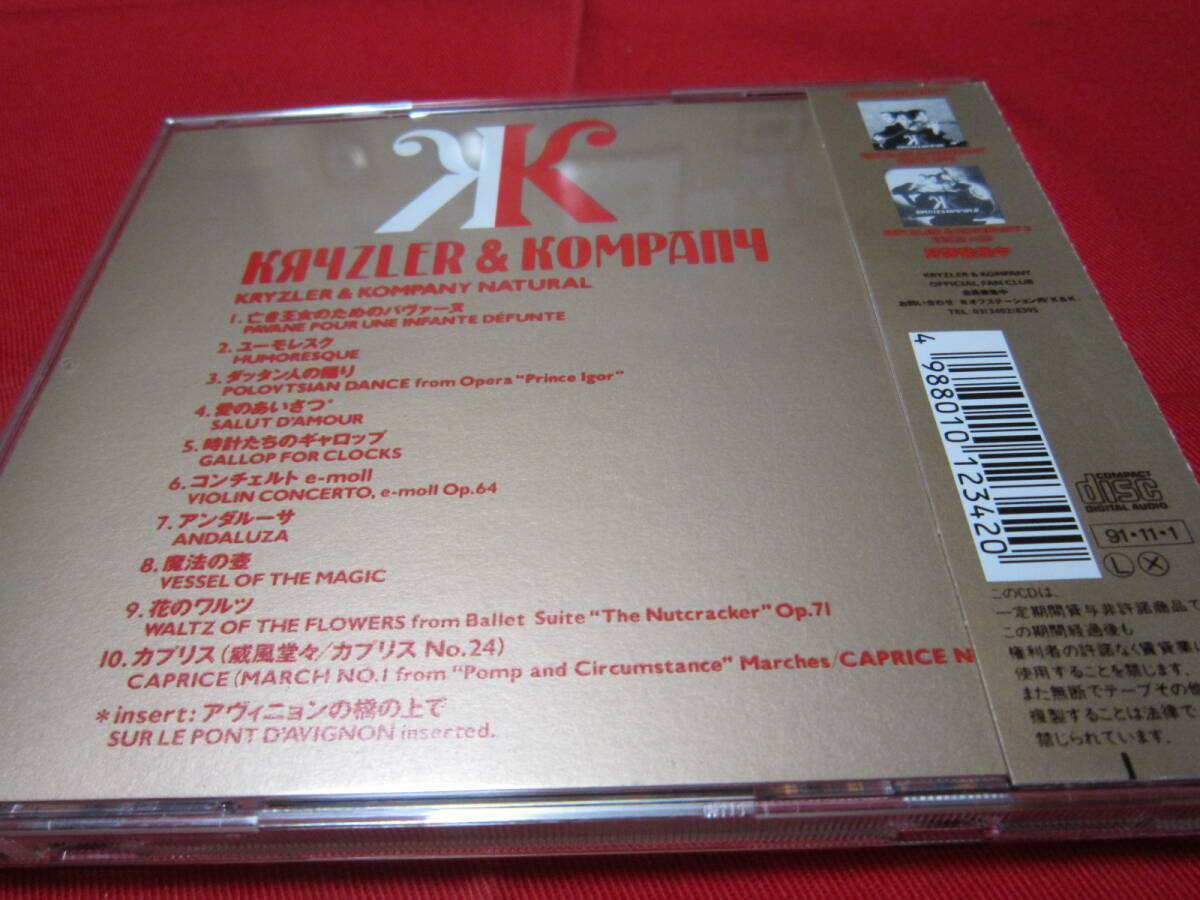 KK
KRYZLER & KOMPANY
KRYZLER & KOMPANY NATURAL
1. 亡き王女のためのパヴァーヌ
PAVANE POUR UNE INFANTE DÉFUNTE
2. ユーモレスク
HUMORESQUE
3. ダッタン人の踊り
POLOYTSIAN DANCE from Opera "Prince Igor"
4. 愛のあいさつ*
SALUT D'AMOUR
5. 時計たちのギャロップ
GALLOP FOR CLOCKS
6. コンチェルト e-moll
VIOLIN CONCERTO, e-moll Op.64
7. アンダルーサ
ANDALUZA
8. 魔法の壺
VESSEL OF THE MAGIC
9. 花のワルツ
WALTZ OF THE FLOWERS from Ballet Suite "The Nutcracker" Op.71
10. カプリス(威風堂々/カプリス No.24)
CAPRICE (MARCH NO.1 from "Pomp and Circumstance" Marches/CAPRICE N
*insert: アヴィニョンの橋の上で
SUR LE PONT D'AVIGNON inserted.
KRYZLER & KOMPANY
OFFICIAL FAN CLUB
会員募集中
TEL 03(3402)8395
4 988010 123420
COMPACT
disc
DIGITAL AUDIO
91・11・1
L X
このCDは、
一定期間貸与非許諾商品で
この期間経過後も
権利者の許諾なく賃貸業に
使用することを禁じます。
また無断でテープその他
複製することは法律で
禁じられています。